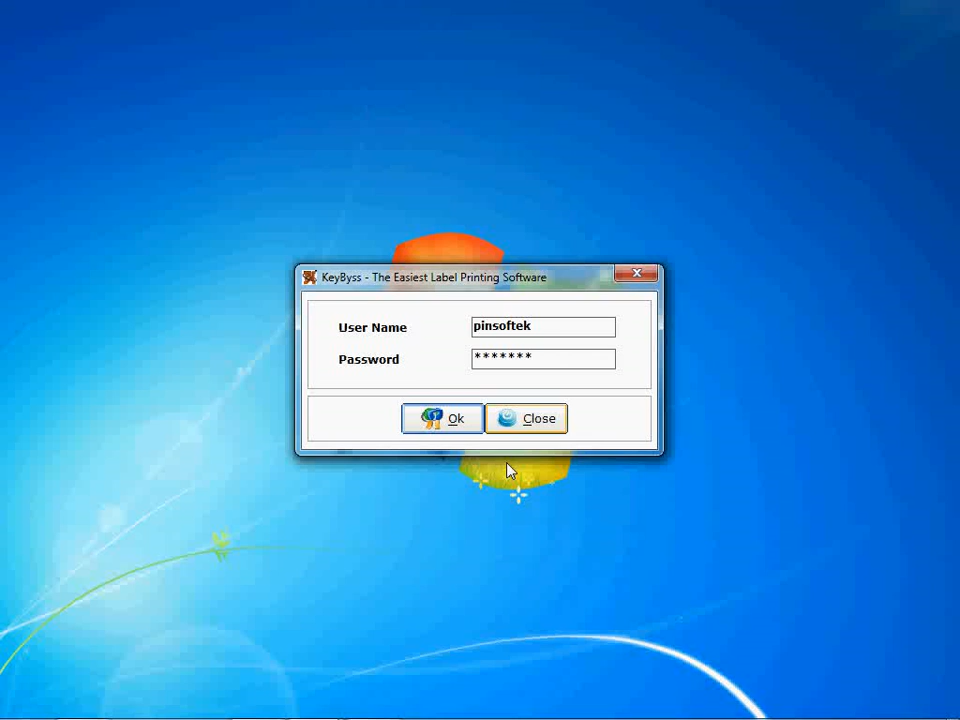 KeyByss - The Easiest Label Printing Software
User Name pinsoftek
Password *******
Ok Close